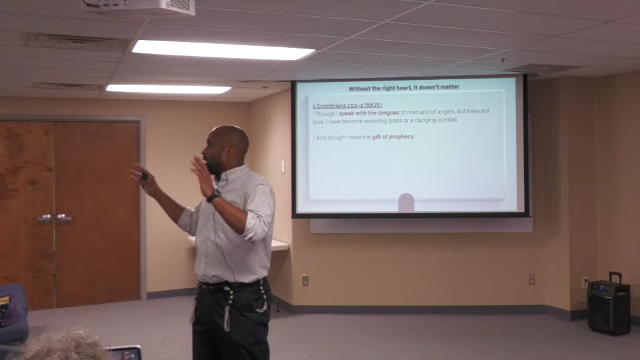 Without the right heart, it doesn't matter
1 Corinthians 13:1-2 (NKJV)
1 Though I speak with the tongues of men and of angels, but have not
love, I have become sounding brass or a clanging cymbal.
2 And though I have the gift of prophecy,